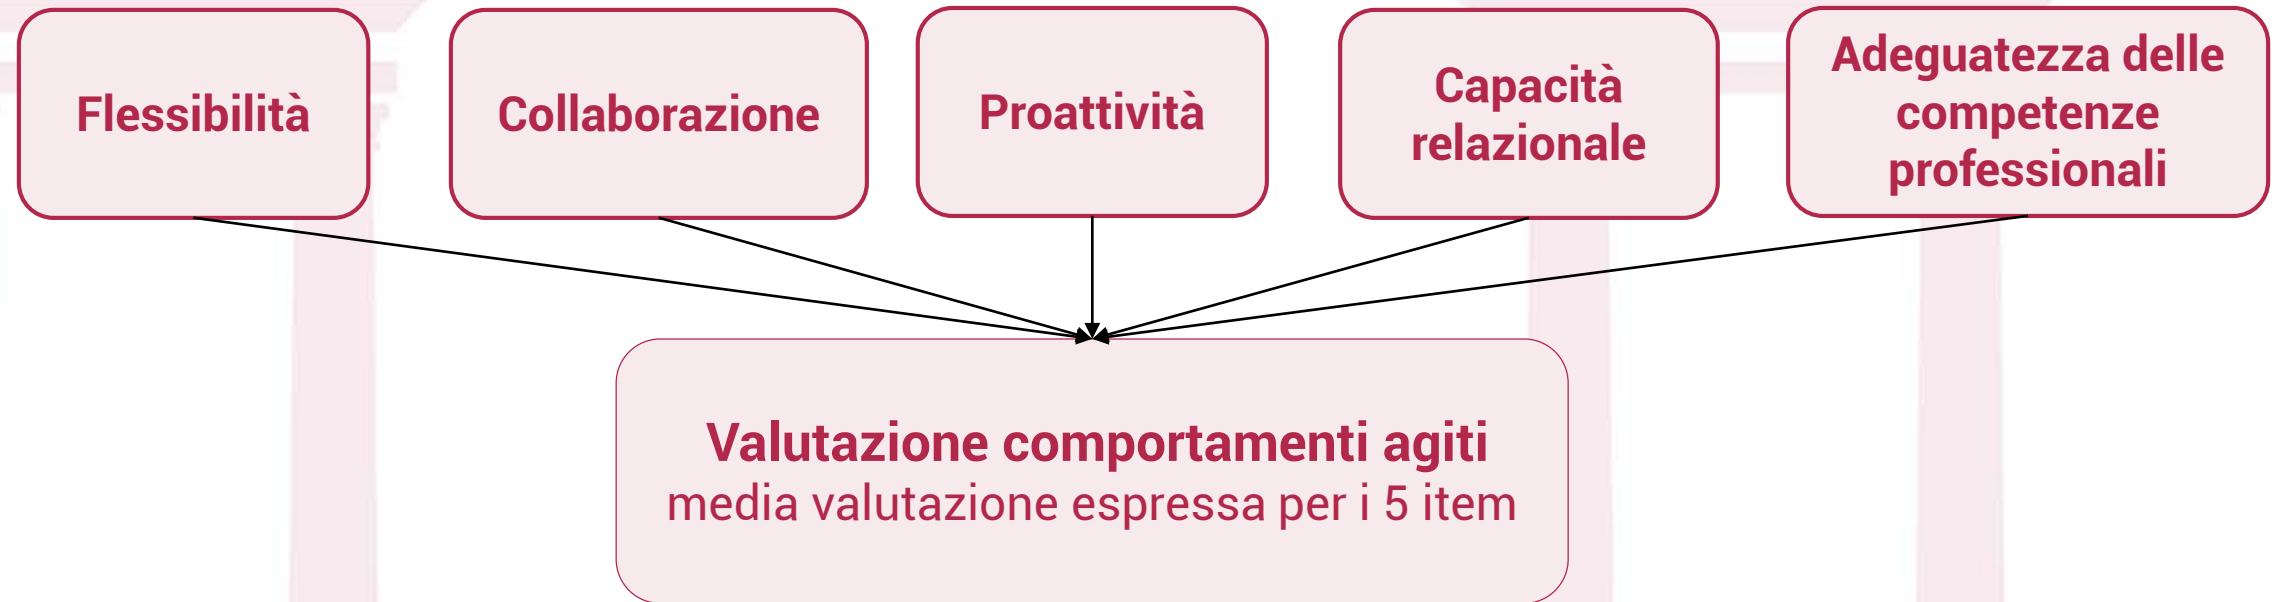 Flessibilità
Collaborazione
Proattività
Capacità
relazionale
Adeguatezza delle
competenze
professionali
Valutazione comportamenti agiti
media valutazione espressa per i 5 item